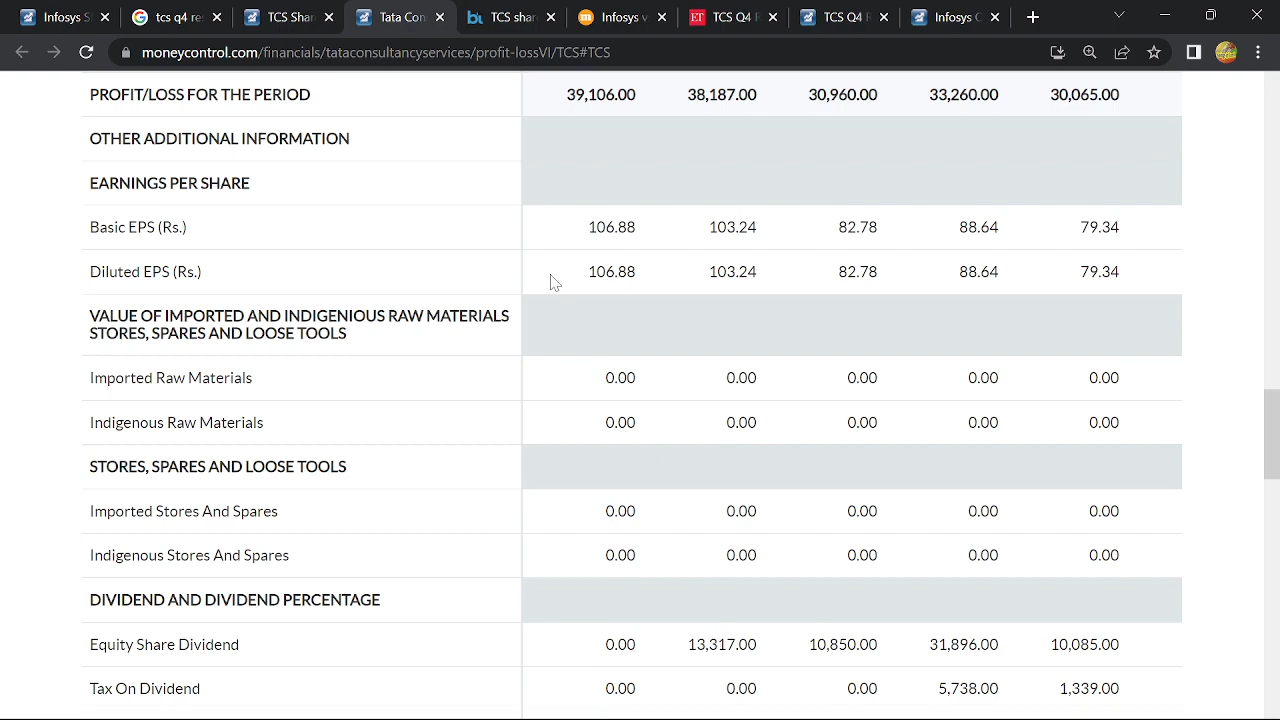 Infosys S
tcs q4 re
TCS Shar
Tata Con
TCS shar
Infosys v
TCS Q4 F
TCS Q4 F
Infosys C
moneycontrol.com/financials/tataconsultancyservices/profit-lossVI/TCS#TCS
PROFIT/LOSS FOR THE PERIOD 39,106.00 38,187.00 30,960.00 33,260.00 30,065.00
OTHER ADDITIONAL INFORMATION
EARNINGS PER SHARE
Basic EPS (Rs.) 106.88 103.24 82.78 88.64 79.34
Diluted EPS (Rs.) 106.88 103.24 82.78 88.64 79.34
VALUE OF IMPORTED AND INDIGENIOUS RAW MATERIALS
STORES, SPARES AND LOOSE TOOLS
Imported Raw Materials 0.00 0.00 0.00 0.00 0.00
Indigenous Raw Materials 0.00 0.00 0.00 0.00 0.00
STORES, SPARES AND LOOSE TOOLS
Imported Stores And Spares 0.00 0.00 0.00 0.00 0.00
Indigenous Stores And Spares 0.00 0.00 0.00 0.00 0.00
DIVIDEND AND DIVIDEND PERCENTAGE
Equity Share Dividend 0.00 13,317.00 10,850.00 31,896.00 10,085.00
Tax On Dividend 0.00 0.00 0.00 5,738.00 1,339.00